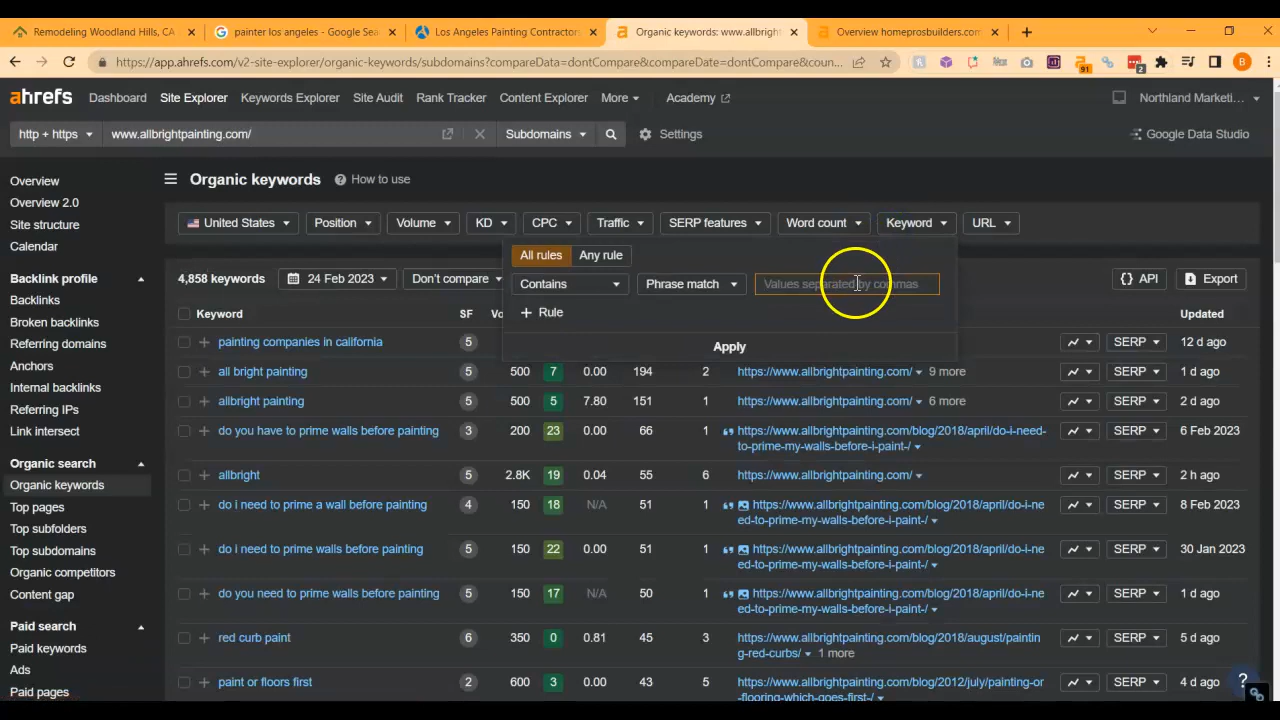 Remodeling Woodland Hills, CA
painter los angeles - Google Sea
Los Angeles Painting Contractors
Organic keywords: www.allbright
Overview homeprosbuilders.com
https://app.ahrefs.com/v2-site-explorer/organic-keywords/subdomains?compareData=dontCompare&compareDate=dontCompare&coun...
91
2
B
ahrefs Dashboard Site Explorer Keywords Explorer Site Audit Rank Tracker Content Explorer More Academy Northland Marketi...
http + https www.allbrightpainting.com/ Subdomains Settings Google Data Studio
Overview
Overview 2.0
Site structure
Calendar
Backlink profile
Backlinks
Broken backlinks
Referring domains
Anchors
Internal backlinks
Referring IPs
Link intersect
Organic search
Organic keywords
Top pages
Top subfolders
Top subdomains
Organic competitors
Content gap
Paid search
Paid keywords
Ads
Paid pages
Organic keywords ? How to use
United States Position Volume KD CPC Traffic SERP features Word count Keyword URL
All rules Any rule
Contains Phrase match Values separated by commas
+ Rule
Apply
4,858 keywords 24 Feb 2023 Don't compare {} API Export
Keyword SF Vo Updated
painting companies in california 5 SERP 12 d ago
all bright painting 5 500 7 0.00 194 2 https://www.allbrightpainting.com/ 9 more SERP 1 d ago
allbright painting 5 500 5 7.80 151 1 https://www.allbrightpainting.com/ 6 more SERP 2 d ago
do you have to prime walls before painting 3 200 23 0.00 66 1 https://www.allbrightpainting.com/blog/2018/april/do-i-need- SERP 6 Feb 2023
to-prime-my-walls-before-i-paint-/
allbright 5 2.8K 19 0.04 55 6 https://www.allbrightpainting.com/ SERP 2 h ago
do i need to prime a wall before painting 4 150 18 N/A 51 1 https://www.allbrightpainting.com/blog/2018/april/do-i-ne SERP 8 Feb 2023
ed-to-prime-my-walls-before-i-paint-/
do i need to prime walls before painting 5 150 22 0.00 51 1 https://www.allbrightpainting.com/blog/2018/april/do-i-ne SERP 30 Jan 2023
ed-to-prime-my-walls-before-i-paint-/
do you need to prime walls before painting 5 150 17 N/A 50 1 https://www.allbrightpainting.com/blog/2018/april/do-i-ne SERP 1 d ago
ed-to-prime-my-walls-before-i-paint-/
red curb paint 6 350 0 0.81 45 3 https://www.allbrightpainting.com/blog/2018/august/paintin SERP 5 d ago
g-red-curbs/ 1 more
paint or floors first 2 600 3 0.00 43 5 https://www.allbrightpainting.com/blog/2012/july/painting-or SERP 4 d ago
-flooring-which-goes-first-/
?